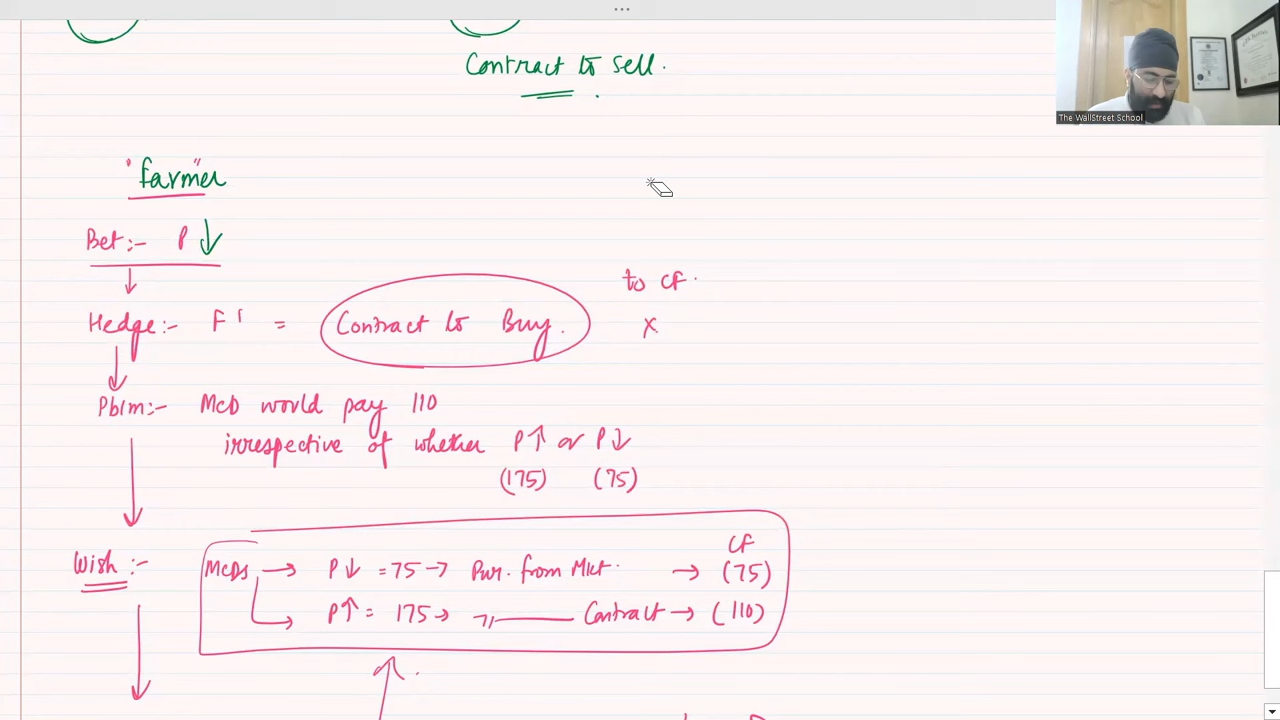 Contract to sell.
The WallStreet School
"farmer"
Bet:- P ↓
to CF.
Hedge:- F' = Contract to Buy. X
Pblm:- McD would pay 110
irrespective of whether P↑ or P↓
(175) (75)
CF
Wish:- McDs → P↓ = 75 → Pur. from Mkt. → (75)
P↑ = 175 → —〃— Contract → (110)